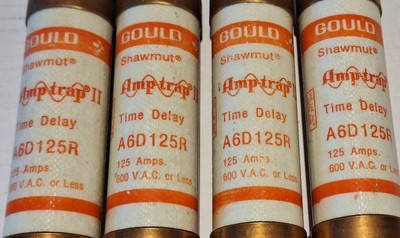 GOULD
Shawmut®
Amp-trap® II
Time Delay
A6D125R
125 Amps.
600 V.A.C. or Less
GOULD
Shawmut®
Amp-trap® II
Time Delay
A6D125R
125 Amps.
600 V.A.C. or Less
GOULD
Shawmut®
Amp-trap®
Time Delay
A6D125R
125 Amps.
600 V.A.C. or Less
GOULD
Shawmut®
Amp-trap®
Time Delay
A6D125R
125 Amps.
600 V.A.C. or Less